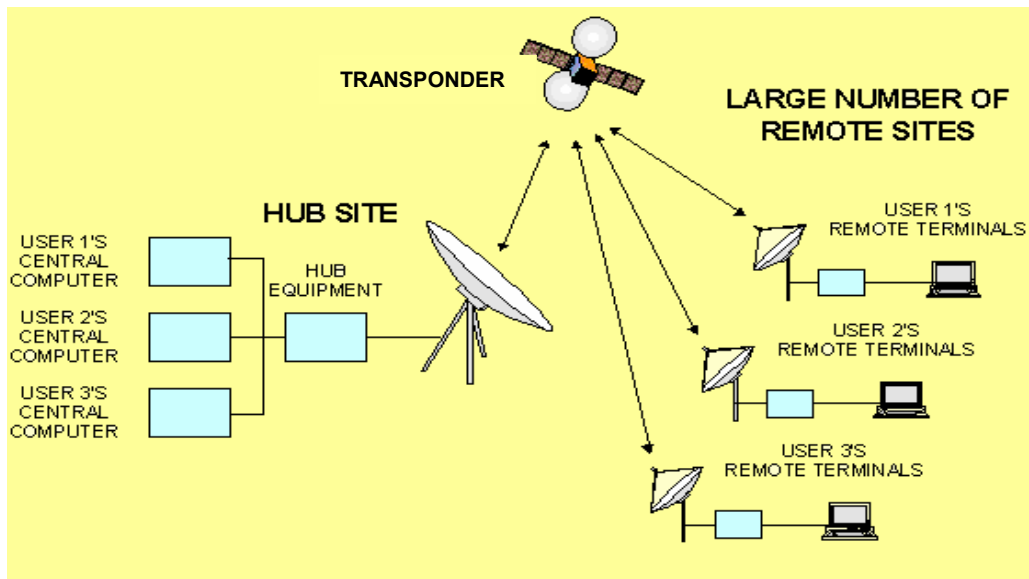 TRANSPONDER
LARGE NUMBER OF
REMOTE SITES
HUB SITE
USER 1'S
CENTRAL
COMPUTER
HUB
EQUIPMENT
USER 2'S
CENTRAL
COMPUTER
USER 3'S
CENTRAL
COMPUTER
USER 1'S
REMOTE TERMINALS
USER 2'S
REMOTE TERMINALS
USER 3'S
REMOTE TERMINALS